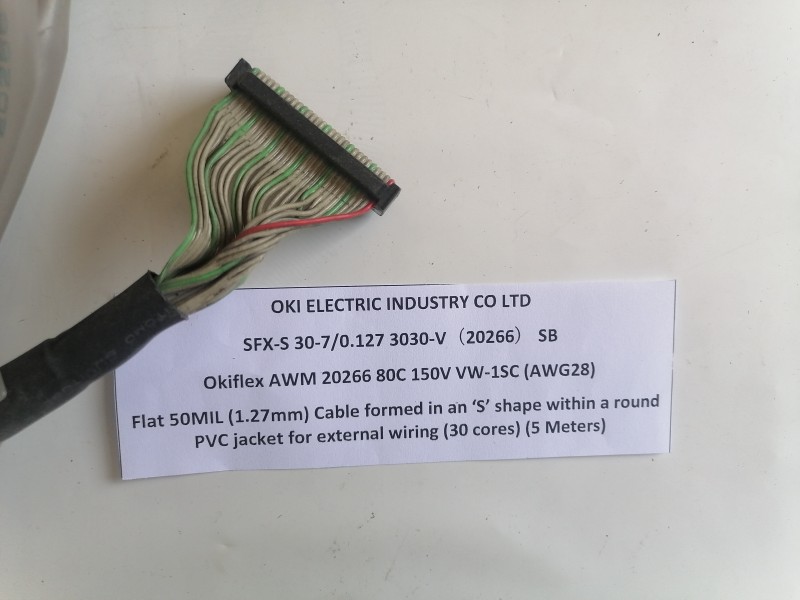 OKI ELECTRIC INDUSTRY CO LTD
SFX-S 30-7/0.127 3030-V（20266） SB
Okiflex AWM 20266 80C 150V VW-1SC (AWG28)
Flat 50MIL (1.27mm) Cable formed in an ‘S’ shape within a round
PVC jacket for external wiring (30 cores) (5 Meters)